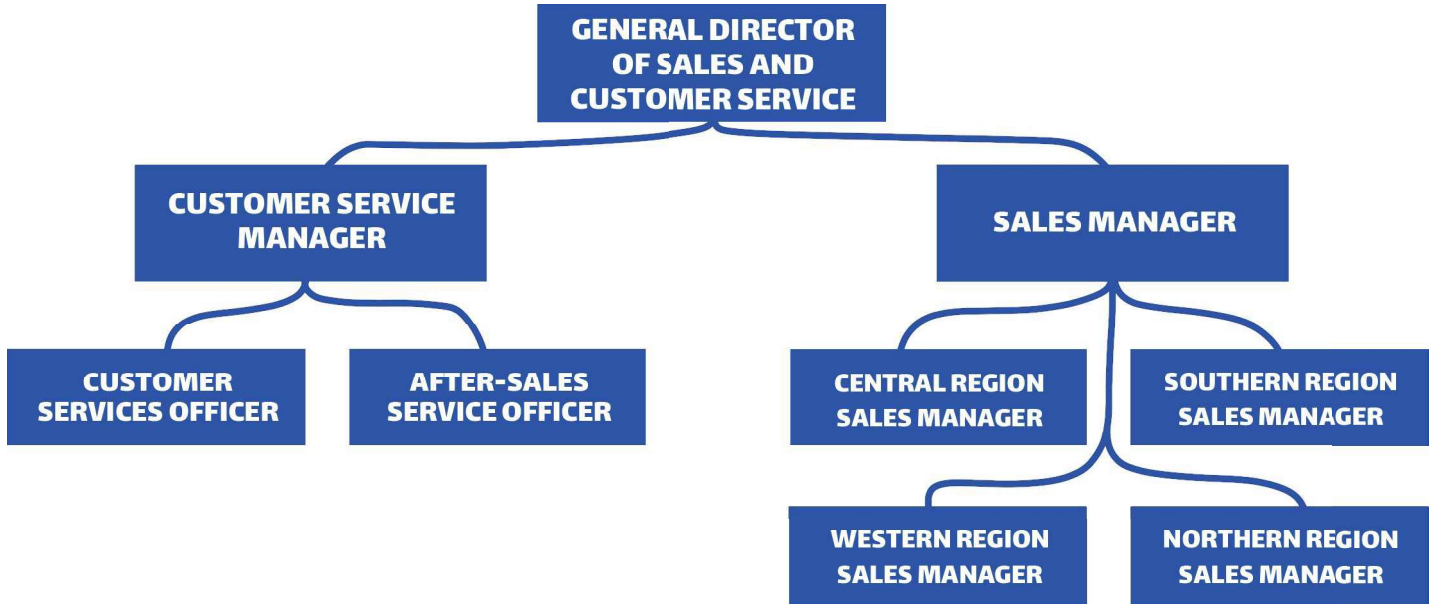 GENERAL DIRECTOR
OF SALES AND
CUSTOMER SERVICE
CUSTOMER SERVICE
MANAGER
SALES MANAGER
CUSTOMER
SERVICES OFFICER
AFTER-SALES
SERVICE OFFICER
CENTRAL REGION
SALES MANAGER
SOUTHERN REGION
SALES MANAGER
WESTERN REGION
SALES MANAGER
NORTHERN REGION
SALES MANAGER